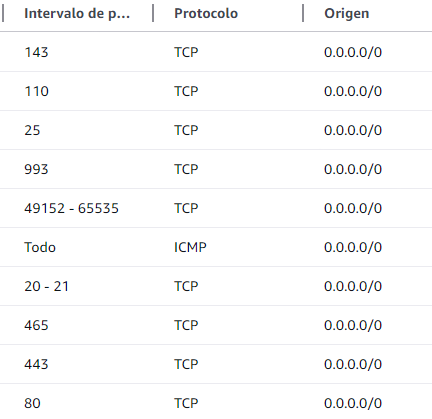 Intervalo de p... Protocolo Origen
143 TCP 0.0.0.0/0
110 TCP 0.0.0.0/0
25 TCP 0.0.0.0/0
993 TCP 0.0.0.0/0
49152 - 65535 TCP 0.0.0.0/0
Todo ICMP 0.0.0.0/0
20 - 21 TCP 0.0.0.0/0
465 TCP 0.0.0.0/0
443 TCP 0.0.0.0/0
80 TCP 0.0.0.0/0